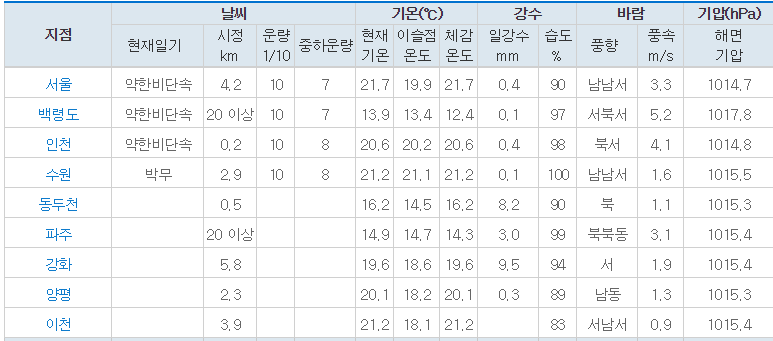 지점 날씨 기온(℃) 강수 바람 기압(hPa)
현재일기 시정 km 운량 1/10 중하운량 현재 기온 이슬점 온도 체감 온도 일강수 mm 습도 % 풍향 풍속 m/s 해면 기압
서울 약한비단속 4.2 10 7 21.7 19.9 21.7 0.4 90 남남서 3.3 1014.7
백령도 약한비단속 20 이상 10 7 13.9 13.4 12.4 0.1 97 서북서 5.2 1017.8
인천 약한비단속 0.2 10 8 20.6 20.2 20.6 0.4 98 북서 4.1 1014.8
수원 박무 2.9 10 8 21.2 21.1 21.2 0.1 100 남남서 1.6 1015.5
동두천 0.5 16.2 14.5 16.2 8.2 90 북 1.1 1015.3
파주 20 이상 14.9 14.7 14.3 3.0 99 북북동 3.1 1015.4
강화 5.8 19.6 18.6 19.6 9.5 94 서 1.9 1015.4
양평 2.3 20.1 18.2 20.1 0.3 89 남동 1.3 1015.3
이천 3.9 21.2 18.1 21.2 83 서남서 0.9 1015.4